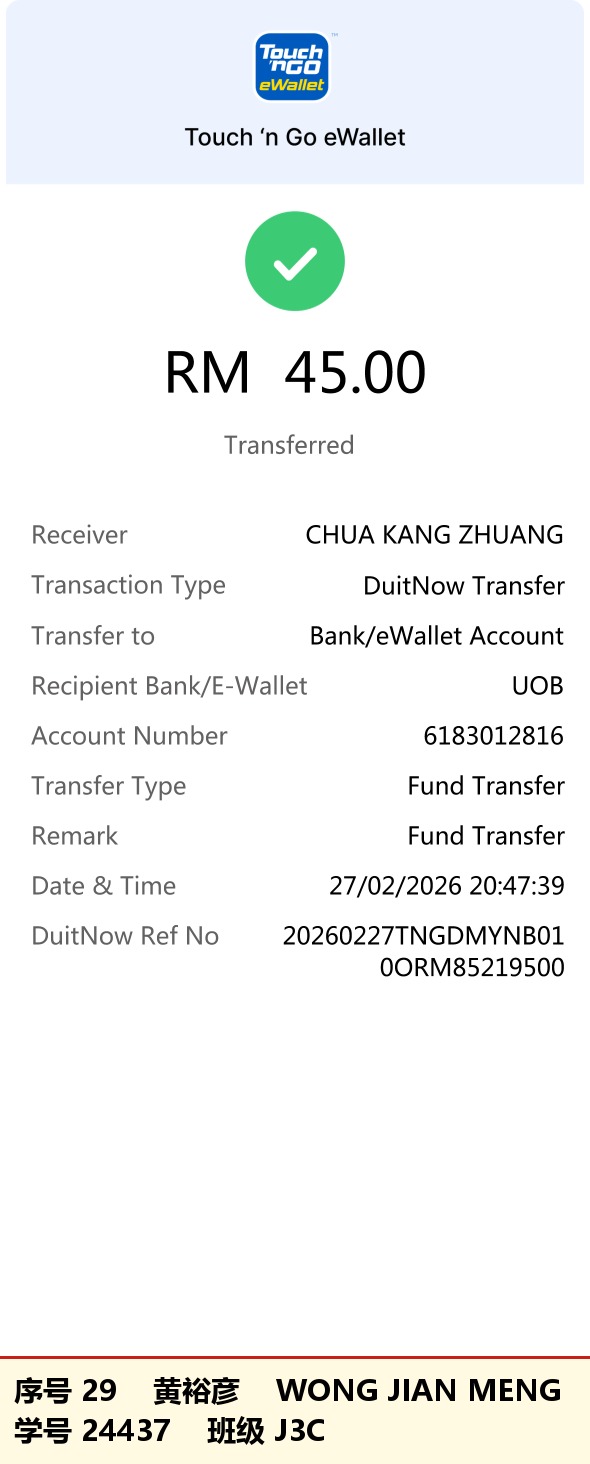 Touch
'nGO
eWallet
™
Touch ‘n Go eWallet
RM 45.00
Transferred
Receiver CHUA KANG ZHUANG
Transaction Type DuitNow Transfer
Transfer to Bank/eWallet Account
Recipient Bank/E-Wallet UOB
Account Number 6183012816
Transfer Type Fund Transfer
Remark Fund Transfer
Date & Time 27/02/2026 20:47:39
DuitNow Ref No 20260227TNGDMYNB01
0ORM85219500
序号 29 黄裕彦 WONG JIAN MENG
学号 24437 班级 J3C